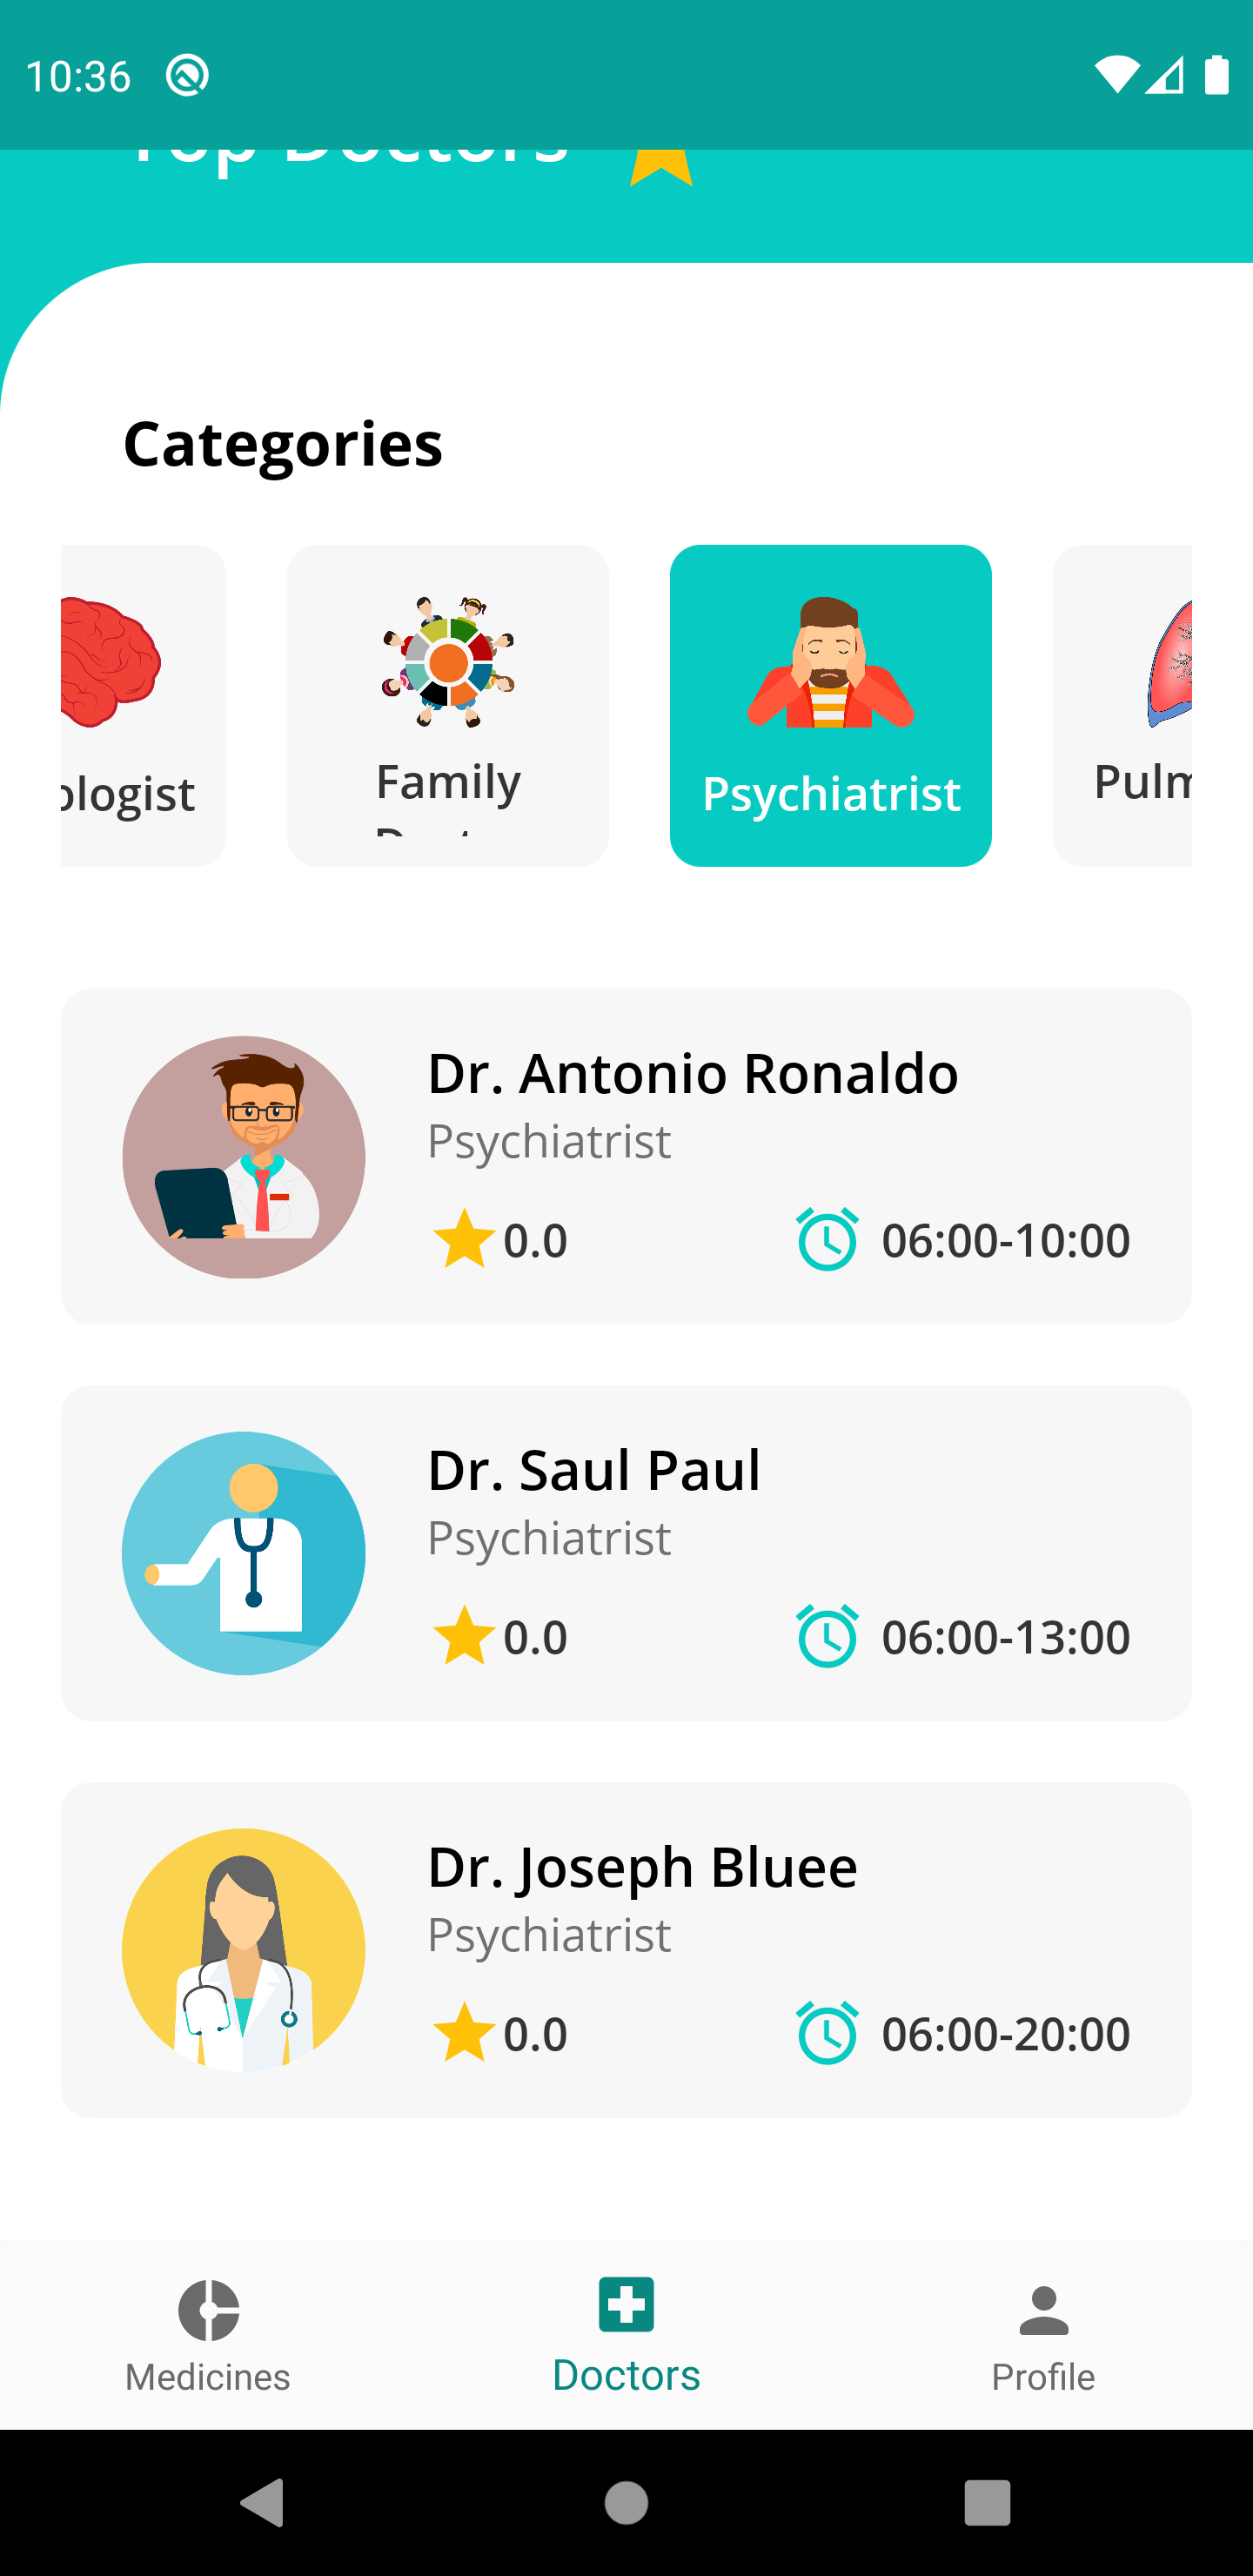 10:36
Top Doctors
Categories
ologist
Family
Psychiatrist
Pulm
Dr. Antonio Ronaldo
Psychiatrist
0.0
06:00-10:00
Dr. Saul Paul
Psychiatrist
0.0
06:00-13:00
Dr. Joseph Bluee
Psychiatrist
0.0
06:00-20:00
Medicines
Doctors
Profile